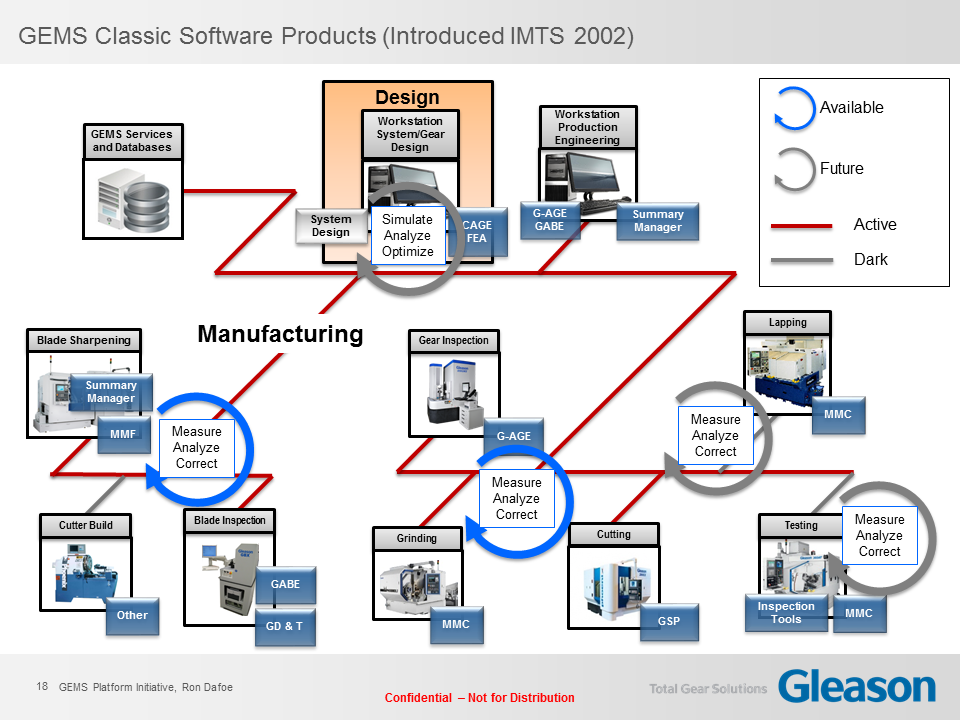 GEMS Classic Software Products (Introduced IMTS 2002)
Design
Workstation
System/Gear
Design
Workstation
Production
Engineering
GEMS Services
and Databases
Available
Future
Active
Dark
System
Design
Simulate
Analyze
Optimize
CAGE
FEA
G-AGE
GABE
Summary
Manager
Manufacturing
Blade Sharpening
Summary
Manager
MMF
Measure
Analyze
Correct
Gear Inspection
G-AGE
Measure
Analyze
Correct
Lapping
MMC
Measure
Analyze
Correct
Cutter Build
Other
Blade Inspection
GABE
GD & T
Grinding
MMC
Cutting
GSP
Testing
Measure
Analyze
Correct
Inspection
Tools
MMC
18 GEMS Platform Initiative, Ron Dafoe
Confidential – Not for Distribution
Total Gear Solutions
Gleason